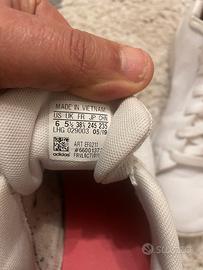 MADE IN VIETNAM
US UK FR JP CHN
6 5½ 38⅔ 245 235
LHG 029003 05/19
ART EF0211
adidas
SUBITO